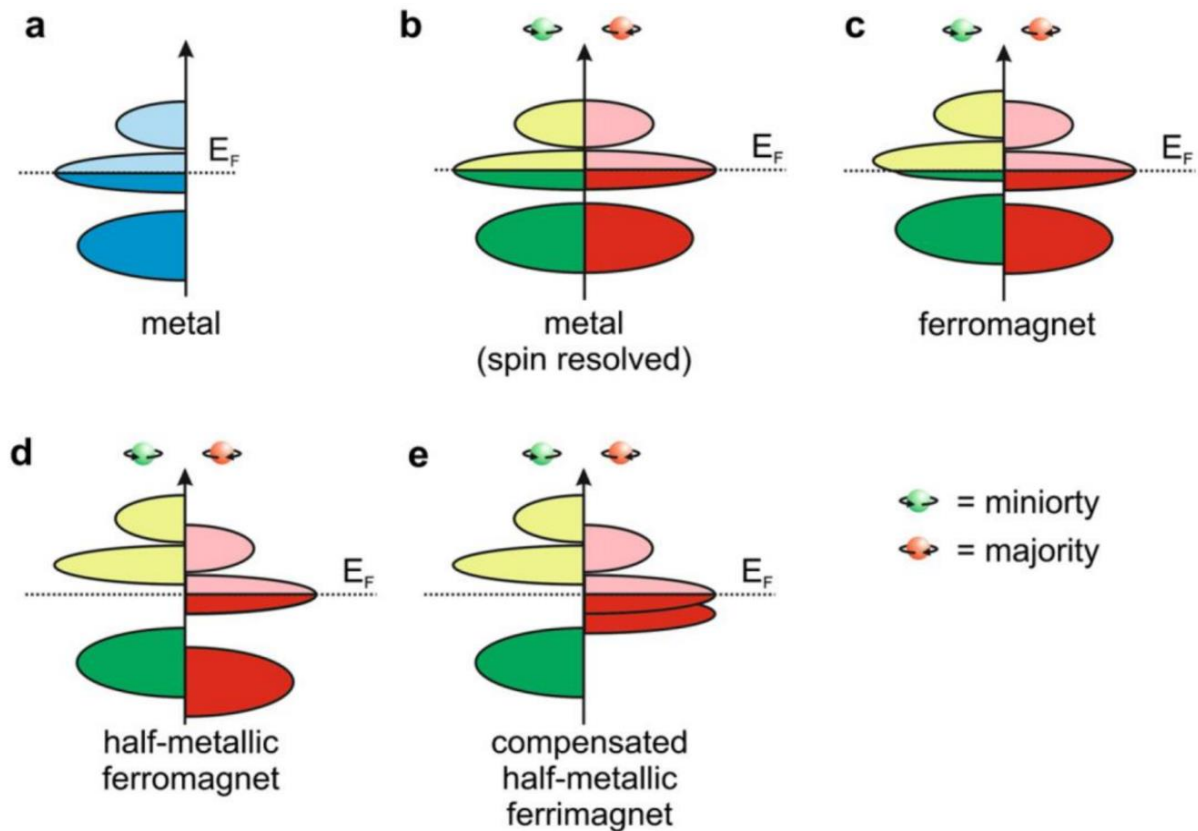 a
E_F
metal
b
E_F
metal
(spin resolved)
c
E_F
ferromagnet
d
E_F
half-metallic
ferromagnet
e
E_F
compensated
half-metallic
ferrimagnet
= miniorty
= majority